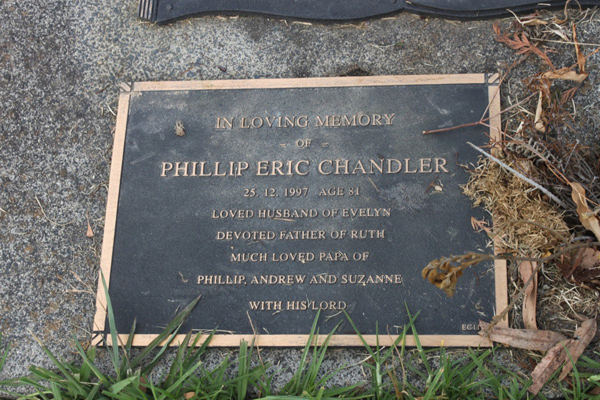 IN LOVING MEMORY
– OF –
PHILLIP ERIC CHANDLER
25. 12. 1997 AGE 81
LOVED HUSBAND OF EVELYN
DEVOTED FATHER OF RUTH
MUCH LOVED PAPA OF
PHILLIP, ANDREW AND SUZANNE
WITH HIS LORD